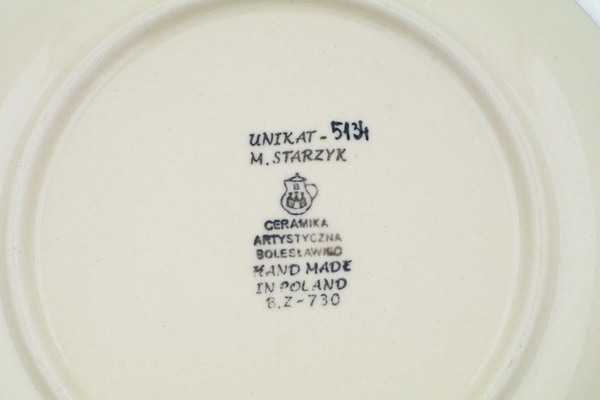 UNIKAT - 5134
M. STARZYK
B
CERAMIKA
ARTYSTYCZNA
BOLESŁAWIEC
HAND MADE
IN POLAND
B.Z-730